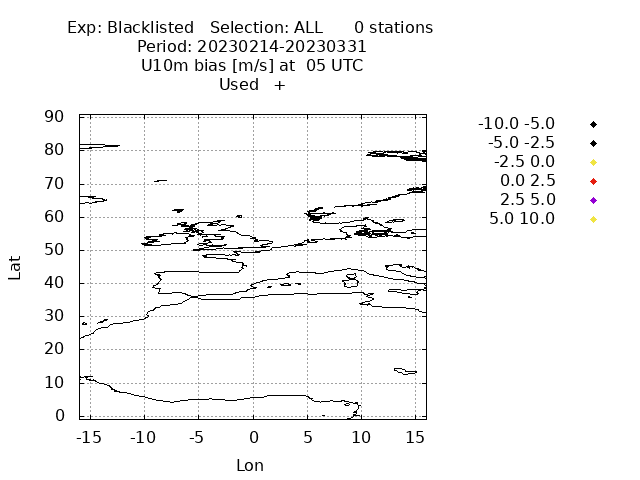 Exp: Blacklisted   Selection: ALL      0 stations
Period: 20230214-20230331
U10m bias [m/s] at  05 UTC
Used   +
-10.0 -5.0
-5.0 -2.5
-2.5 0.0
0.0 2.5
2.5 5.0
5.0 10.0
90
80
70
60
50
40
30
20
10
0
Lat
-15 -10 -5 0 5 10 15
Lon